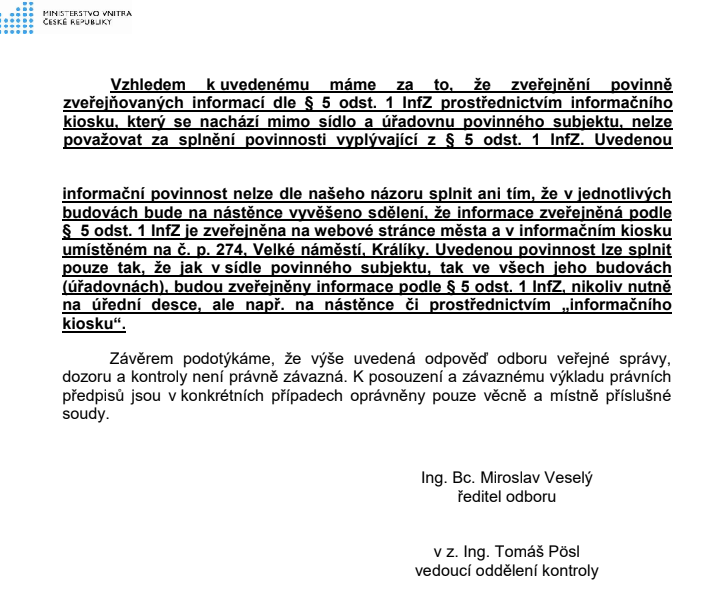 MINISTERSTVO VNITRA
ČESKÉ REPUBLIKY
Vzhledem k uvedenému máme za to, že zveřejnění povinně
zveřejňovaných informací dle § 5 odst. 1 InfZ prostřednictvím informačního
kiosku, který se nachází mimo sídlo a úřadovnu povinného subjektu, nelze
považovat za splnění povinnosti vyplývající z § 5 odst. 1 InfZ. Uvedenou
informační povinnost nelze dle našeho názoru splnit ani tím, že v jednotlivých
budovách bude na nástěnce vyvěšeno sdělení, že informace zveřejněná podle
§ 5 odst. 1 InfZ je zveřejněna na webové stránce města a v informačním kiosku
umístěném na č. p. 274, Velké náměstí, Králíky. Uvedenou povinnost lze splnit
pouze tak, že jak v sídle povinného subjektu, tak ve všech jeho budovách
(úřadovnách), budou zveřejněny informace podle § 5 odst. 1 InfZ, nikoliv nutně
na úřední desce, ale např. na nástěnce či prostřednictvím „informačního
kiosku“.
Závěrem podotýkáme, že výše uvedená odpověď odboru veřejné správy,
dozoru a kontroly není právně závazná. K posouzení a závaznému výkladu právních
předpisů jsou v konkrétních případech oprávněny pouze věcně a místně příslušné
soudy.
Ing. Bc. Miroslav Veselý
ředitel odboru
v z. Ing. Tomáš Pösl
vedoucí oddělení kontroly